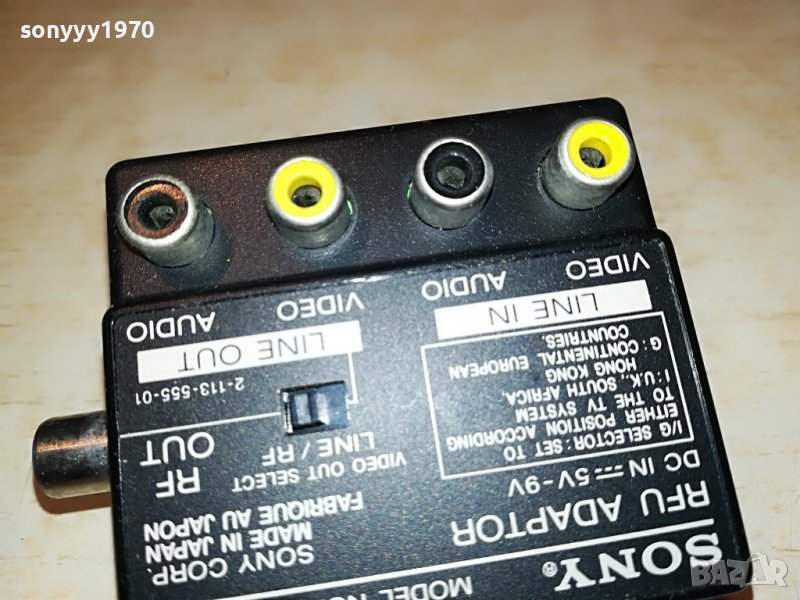 sonyyy1970
SONY®
MODEL NO
RFU ADAPTOR
DC IN 5V-9V
I/G SELECTOR: SET TO
EITHER POSITION ACCORDING
TO THE TV SYSTEM
I: U.K., SOUTH AFRICA,
HONG KONG
G: CONTINENTAL EUROPEAN
COUNTRIES.
LINE IN
VIDEO AUDIO
SONY CORP.
MADE IN JAPAN
FABRIQUE AU JAPON
VIDEO OUT SELECT
LINE / RF
RF
OUT
2-113-555-01
LINE OUT
VIDEO AUDIO
BAZAR